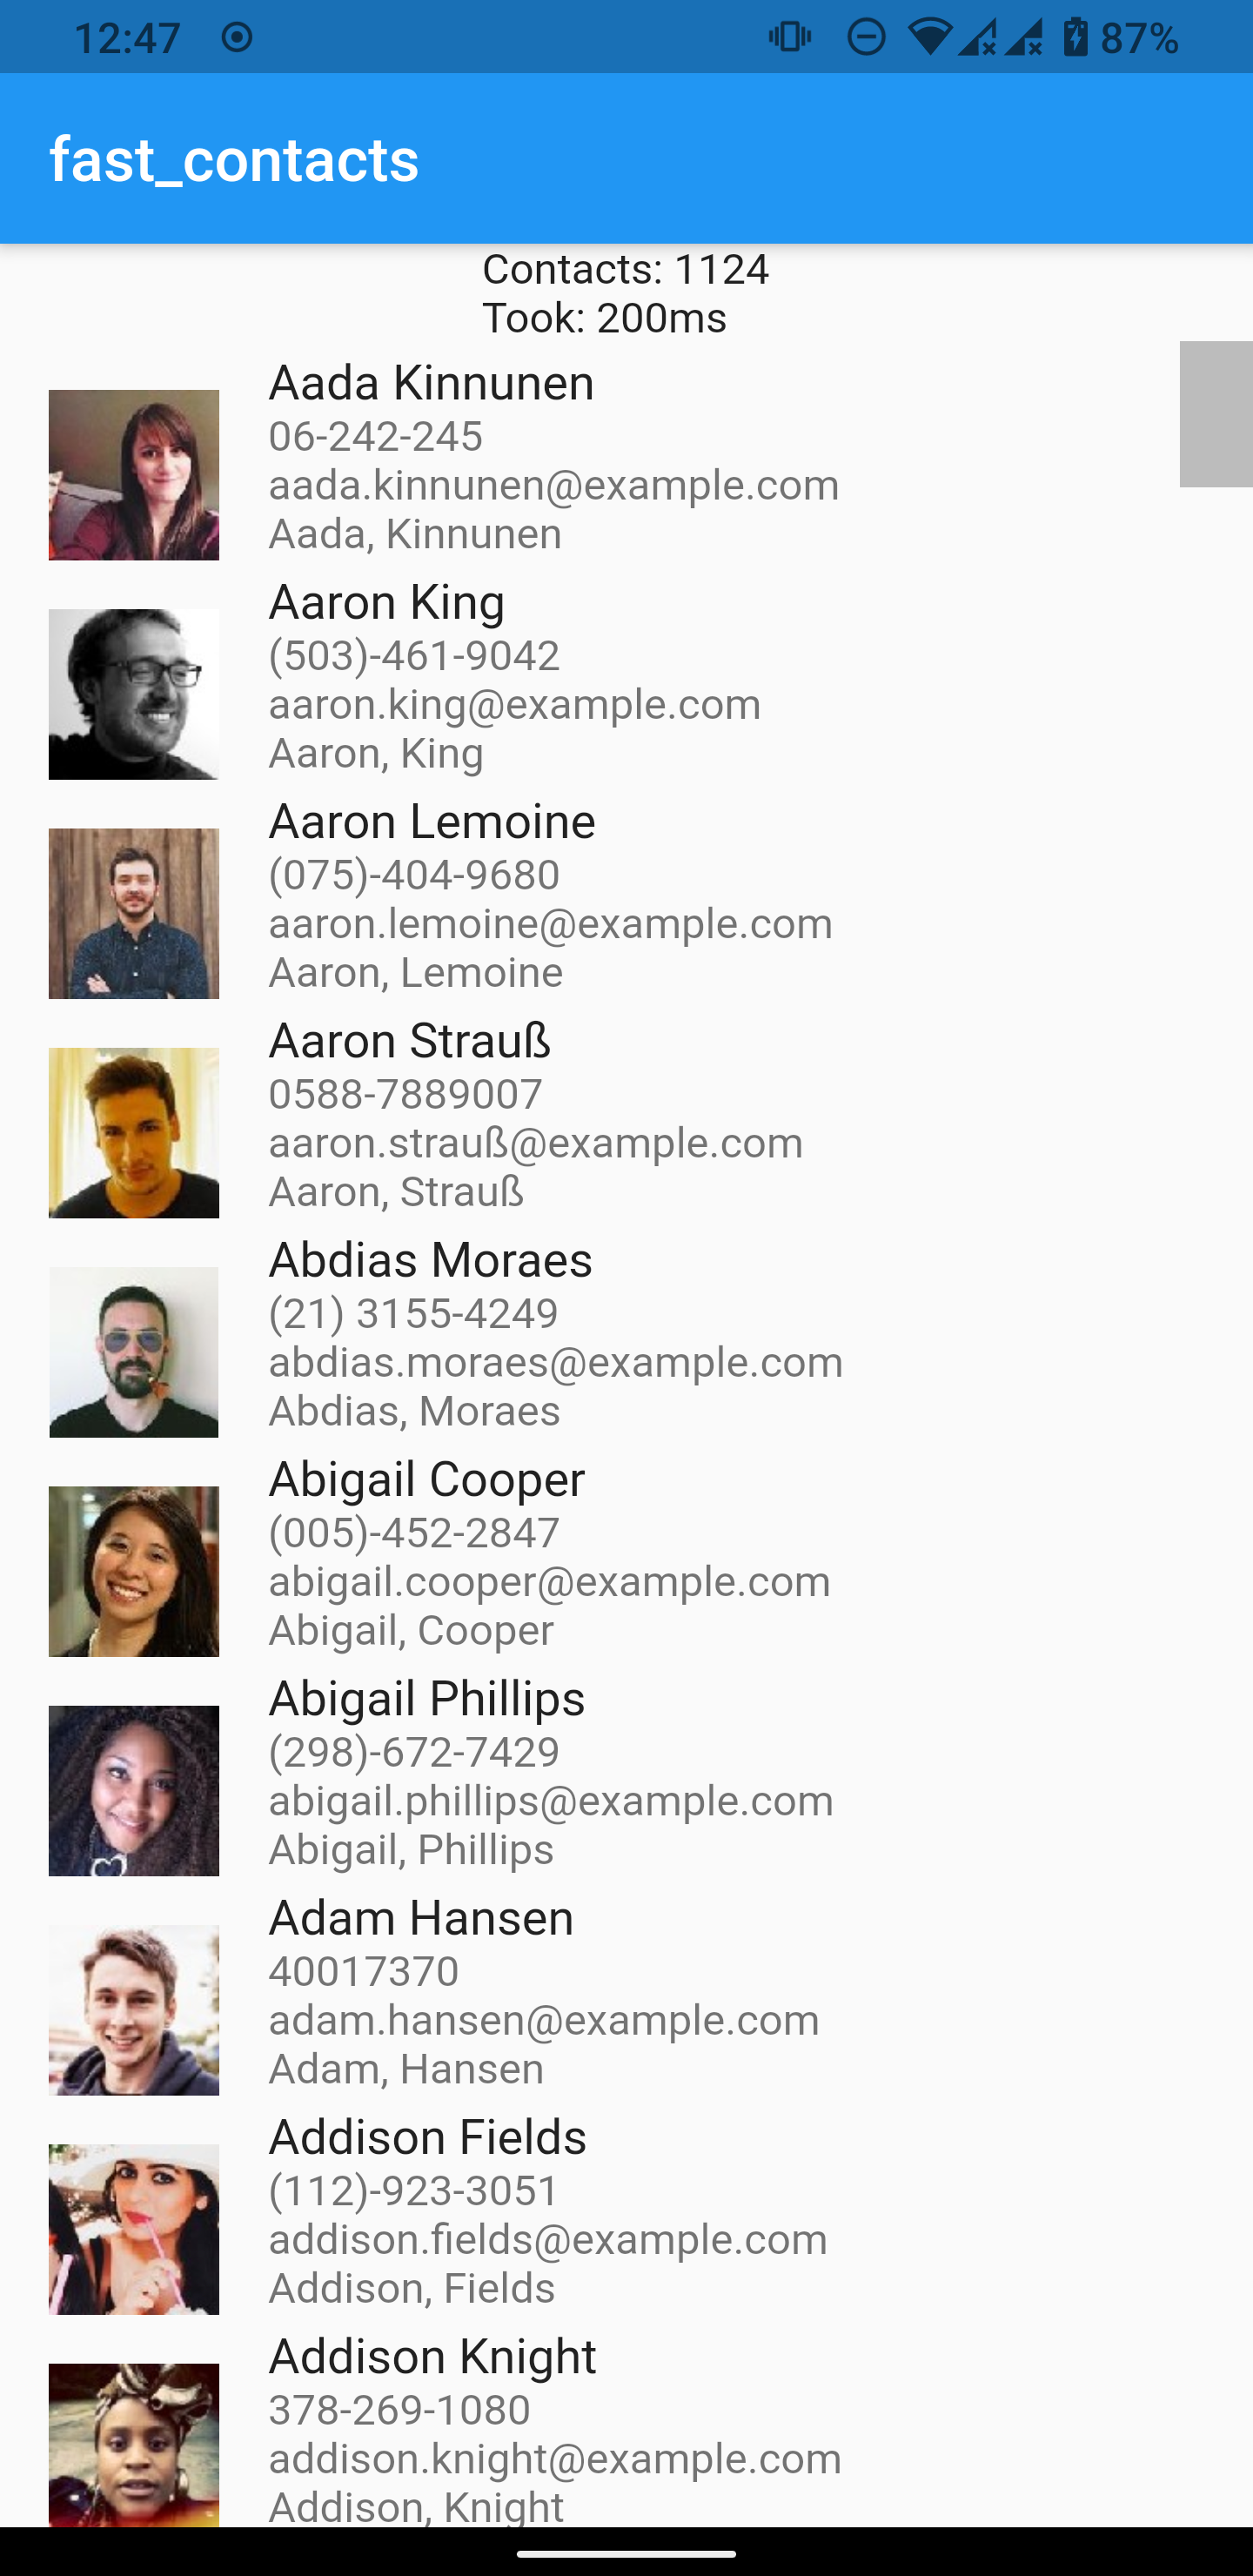 12:47 87%
fast_contacts
Contacts: 1124
Took: 200ms
Aada Kinnunen
06-242-245
aada.kinnunen@example.com
Aada, Kinnunen
Aaron King
(503)-461-9042
aaron.king@example.com
Aaron, King
Aaron Lemoine
(075)-404-9680
aaron.lemoine@example.com
Aaron, Lemoine
Aaron Strauß
0588-7889007
aaron.strauß@example.com
Aaron, Strauß
Abdias Moraes
(21) 3155-4249
abdias.moraes@example.com
Abdias, Moraes
Abigail Cooper
(005)-452-2847
abigail.cooper@example.com
Abigail, Cooper
Abigail Phillips
(298)-672-7429
abigail.phillips@example.com
Abigail, Phillips
Adam Hansen
40017370
adam.hansen@example.com
Adam, Hansen
Addison Fields
(112)-923-3051
addison.fields@example.com
Addison, Fields
Addison Knight
378-269-1080
addison.knight@example.com
Addison, Knight